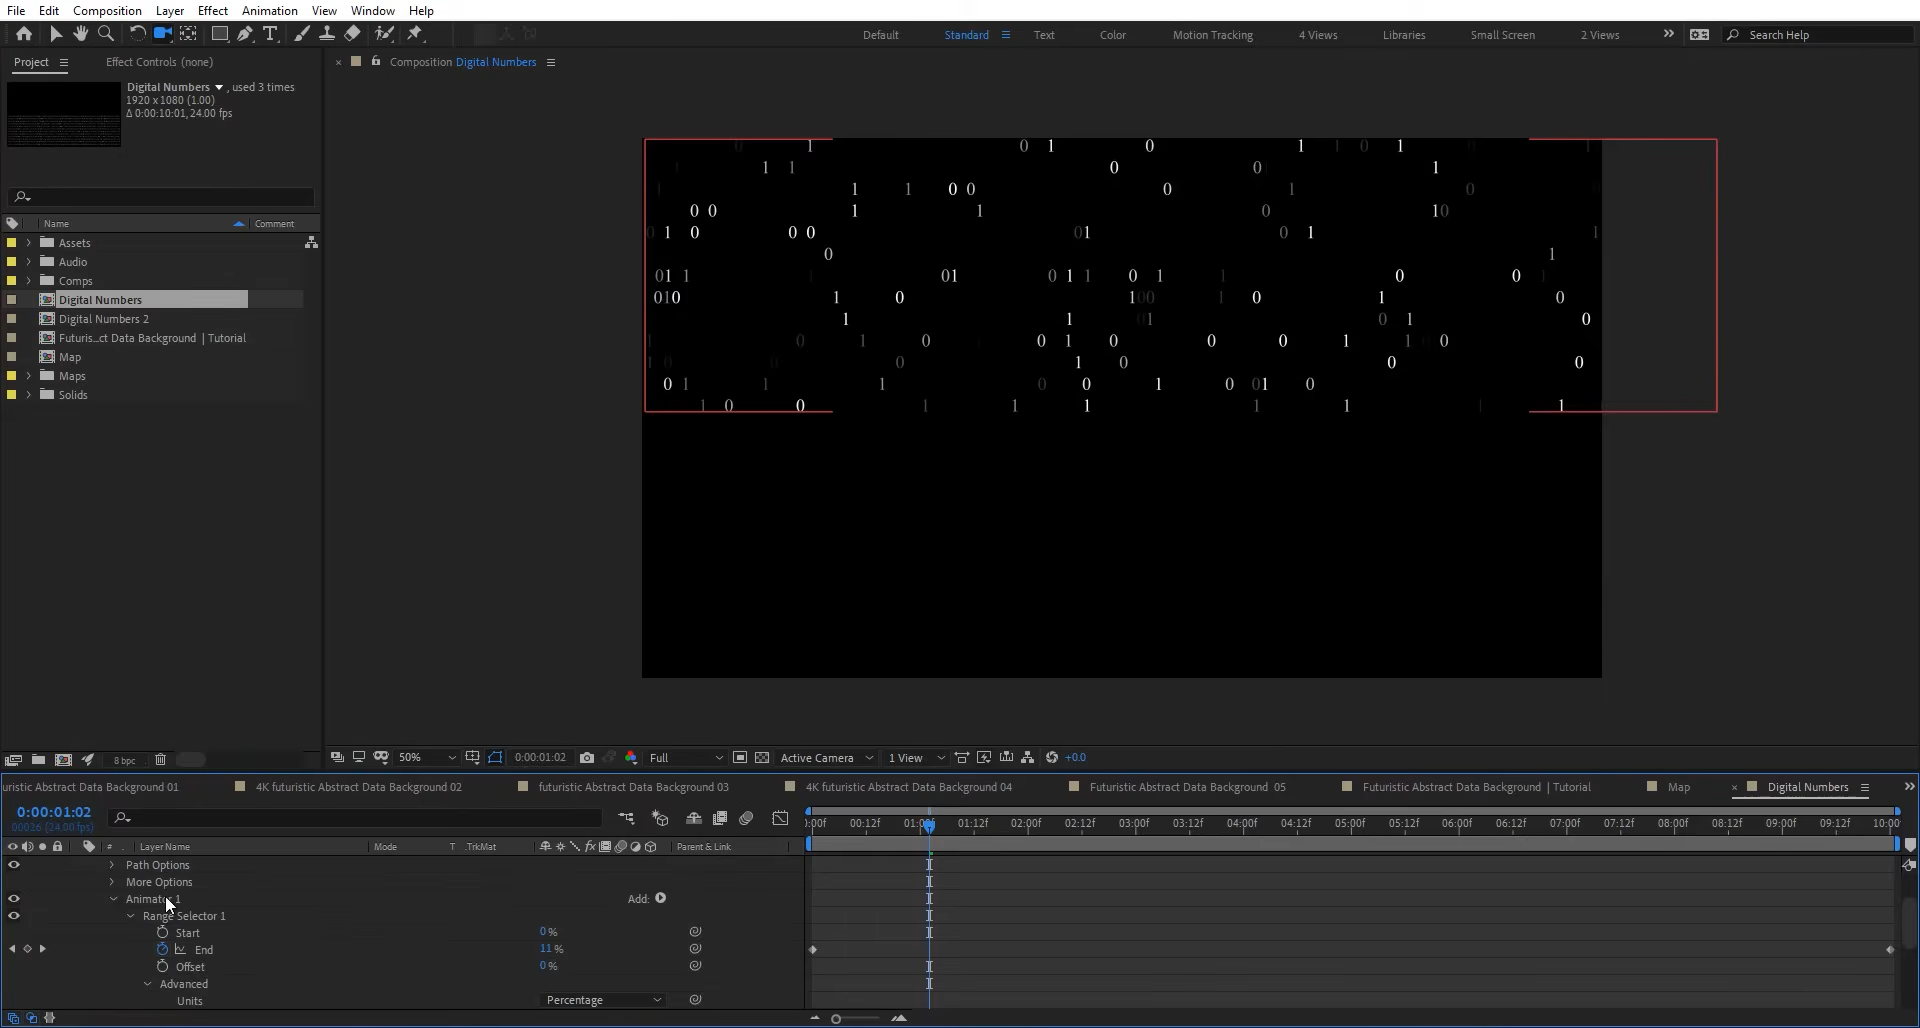 File Edit Composition Layer Effect Animation View Window Help
Default Standard Text Color Motion Tracking 4 Views Libraries Small Screen 2 Views Search Help
Project Effect Controls (none)
Composition Digital Numbers
Digital Numbers , used 3 times
1920 x 1080 (1.00)
Δ 0:00:10:01, 24.00 fps
Name Comment
Assets
Audio
Comps
Digital Numbers
Digital Numbers 2
Futuris...ct Data Background | Tutorial
Map
Maps
Solids
8 bpc
50% 0:00:01:02 Full Active Camera 1 View +0.0
uristic Abstract Data Background 01 4K futuristic Abstract Data Background 02 futuristic Abstract Data Background 03 4K futuristic Abstract Data Background 04 Futuristic Abstract Data Background 05 Futuristic Abstract Data Background | Tutorial Map Digital Numbers
0:00:01:02
00026 (24.00 fps)
):00f 00:12f 01:00f 01:12f 02:00f 02:12f 03:00f 03:12f 04:00f 04:12f 05:00f 05:12f 06:00f 06:12f 07:00f 07:12f 08:00f 08:12f 09:00f 09:12f 10:00
# . Layer Name Mode T .TrkMat Parent & Link
Path Options
More Options
Animator 1 Add:
Range Selector 1
Start 0 %
End 11 %
Offset 0 %
Advanced
Units Percentage